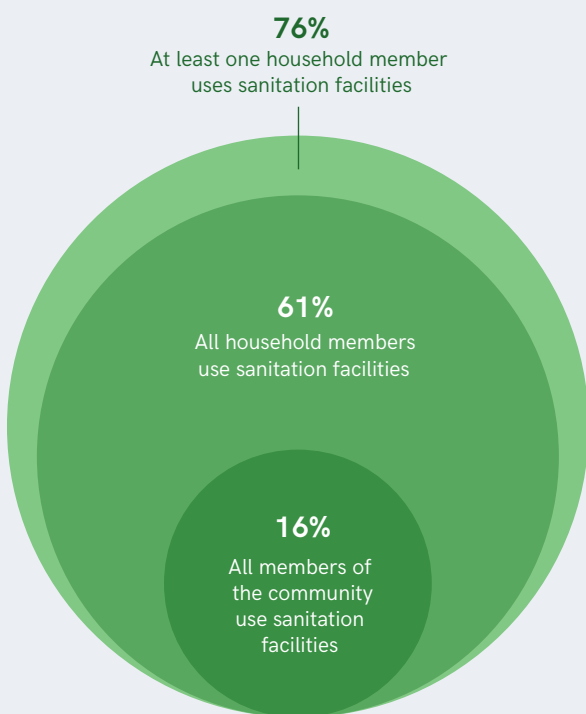 76%
At least one household member
uses sanitation facilities
61%
All household members
use sanitation facilities
16%
All members of
the community
use sanitation
facilities